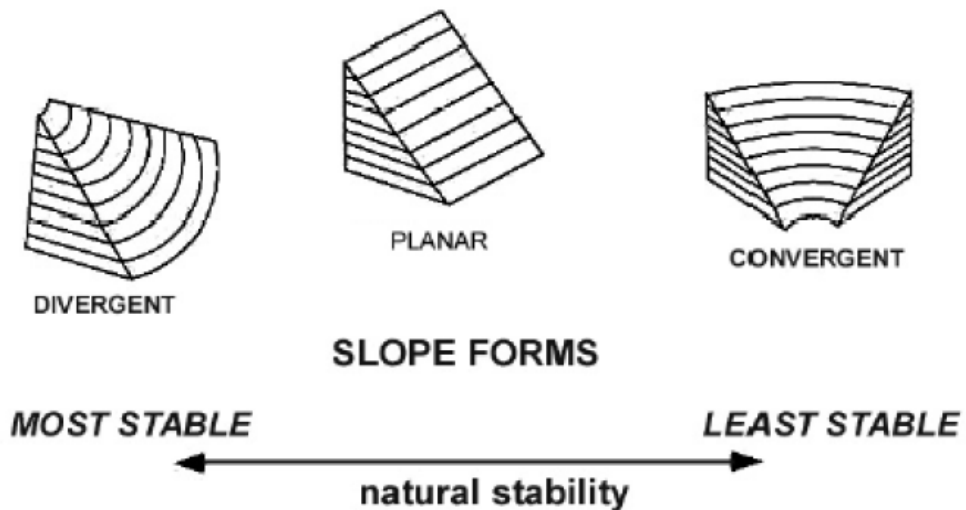 DIVERGENT
PLANAR
CONVERGENT
SLOPE FORMS
MOST STABLE
LEAST STABLE
natural stability